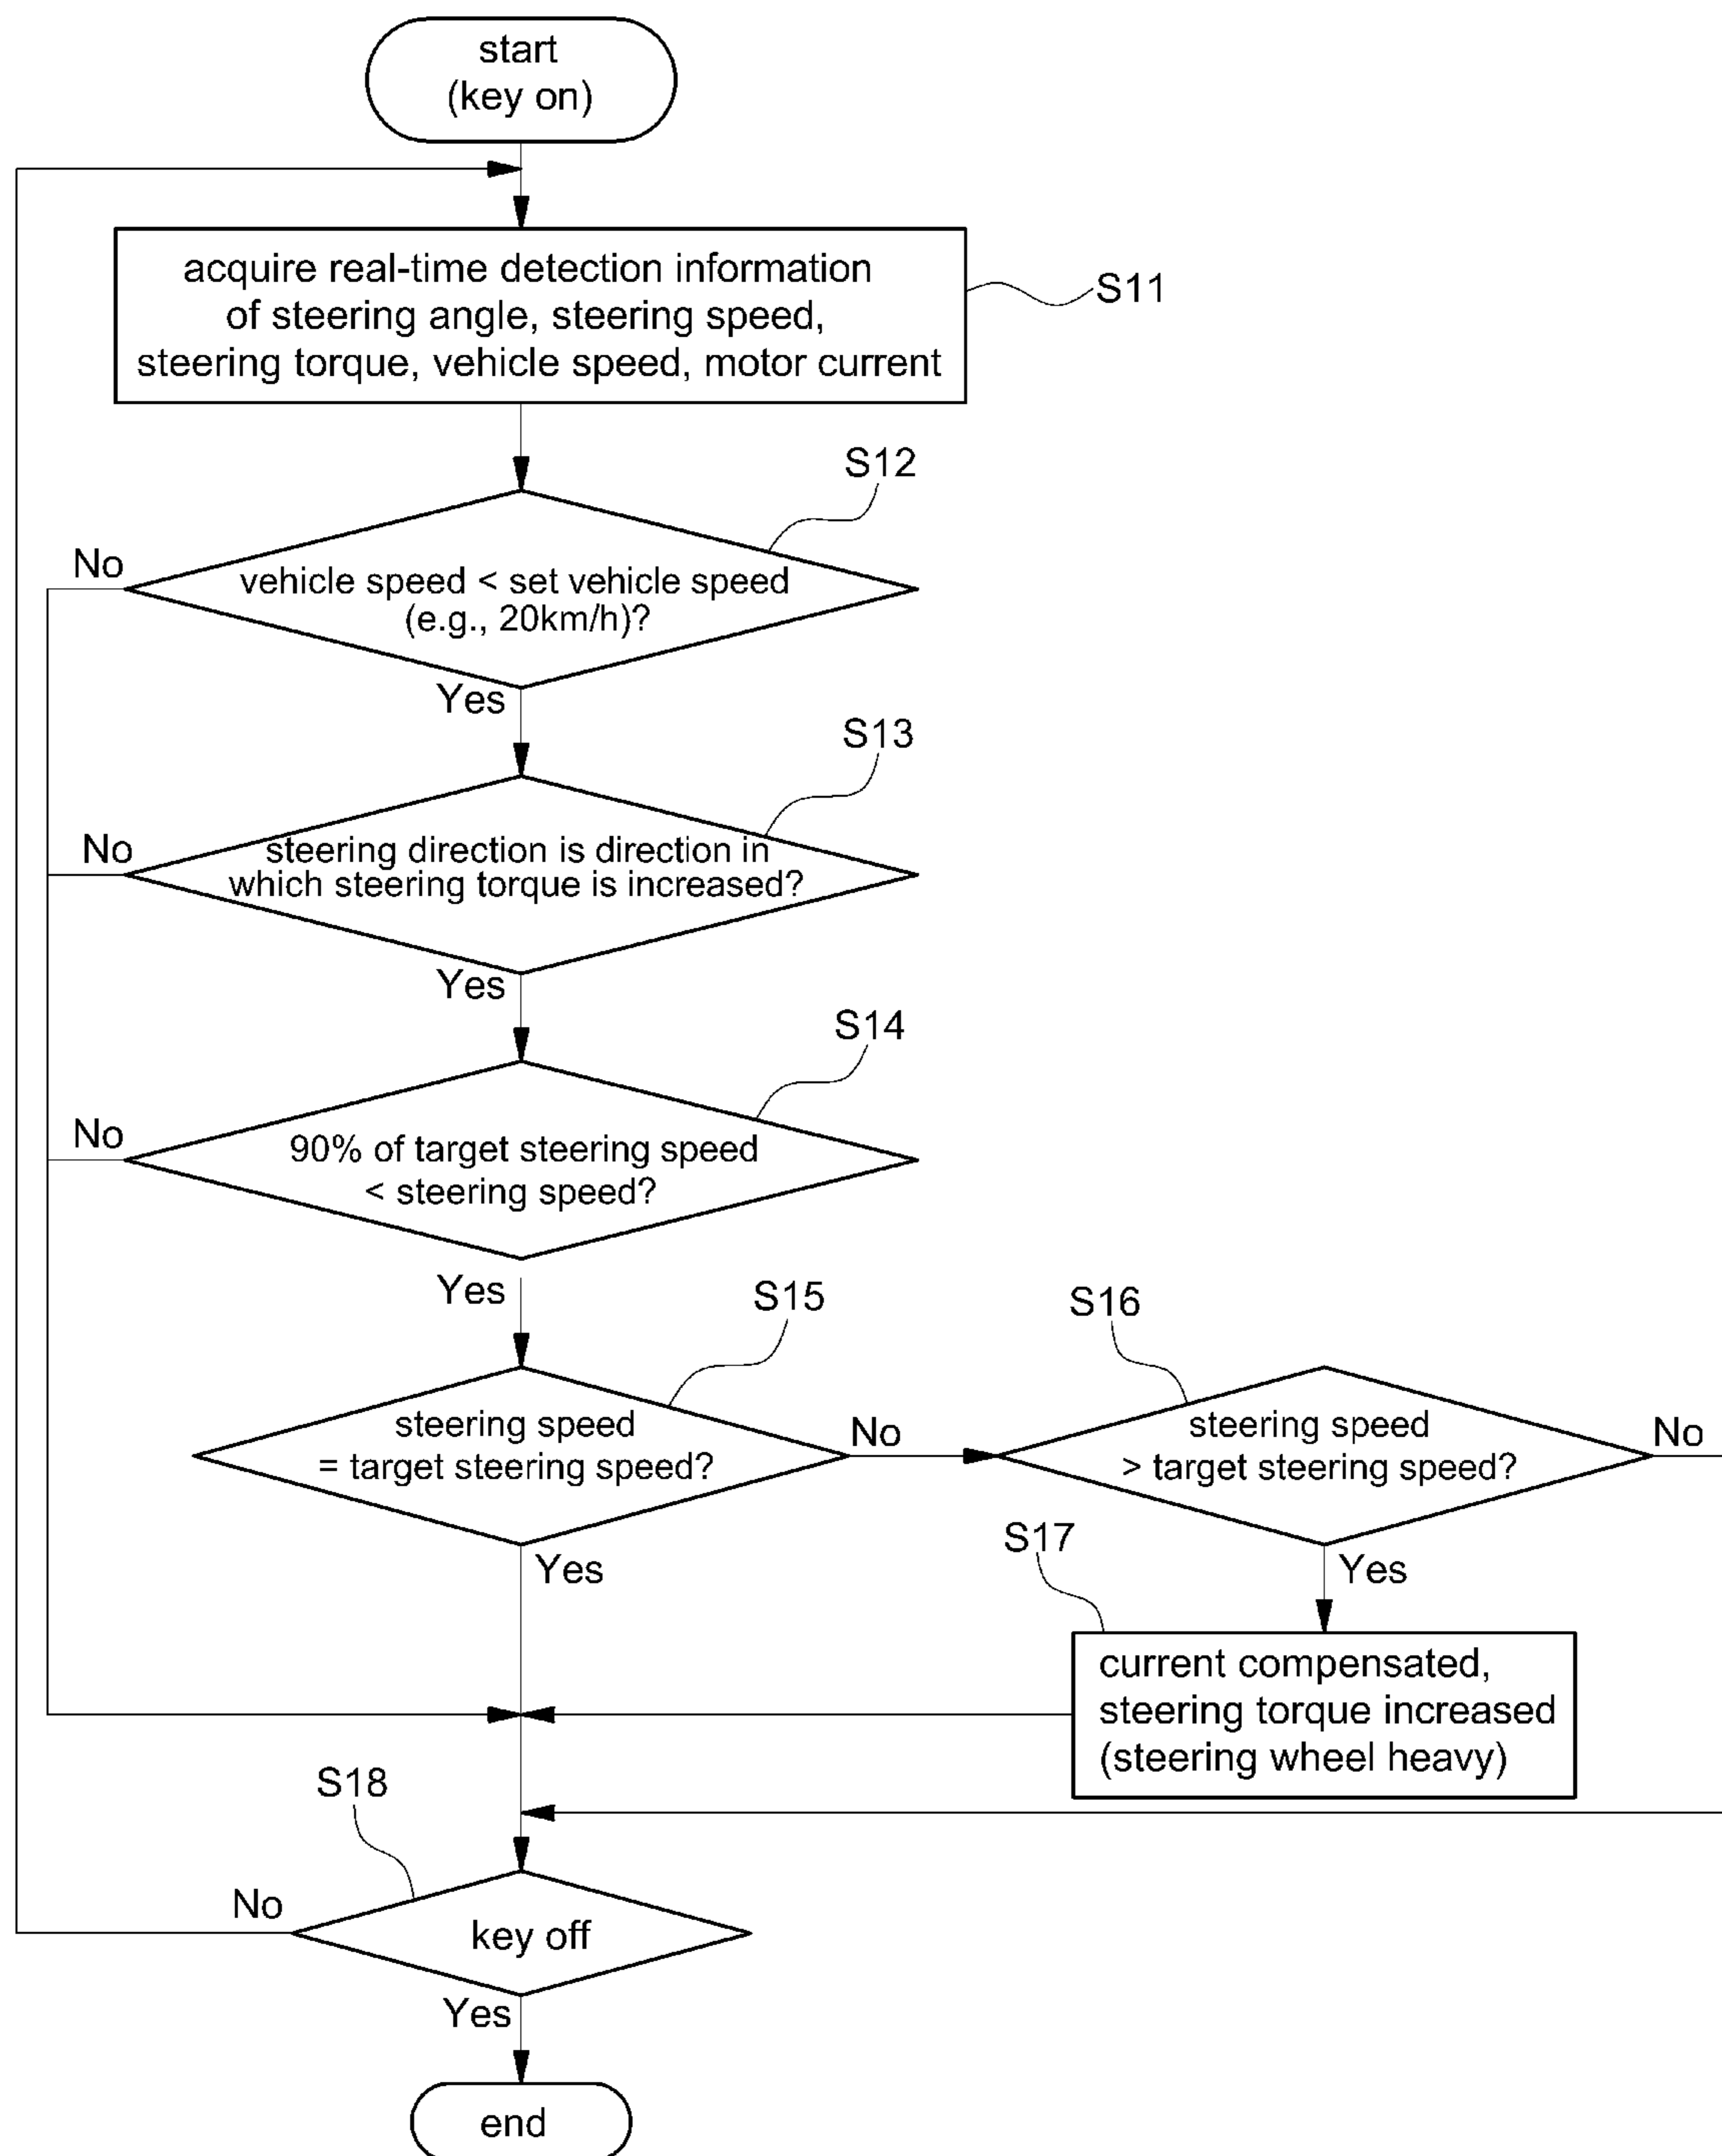 start
(key on)
acquire real-time detection information
of steering angle, steering speed,
steering torque, vehicle speed, motor current
S11
S12
No
vehicle speed < set vehicle speed
(e.g., 20km/h)?
Yes
S13
No
steering direction is direction in
which steering torque is increased?
Yes
S14
No
90% of target steering speed
< steering speed?
Yes
S15
steering speed
= target steering speed?
No
Yes
S16
steering speed
> target steering speed?
No
Yes
S17
current compensated,
steering torque increased
(steering wheel heavy)
S18
No
key off
Yes
end